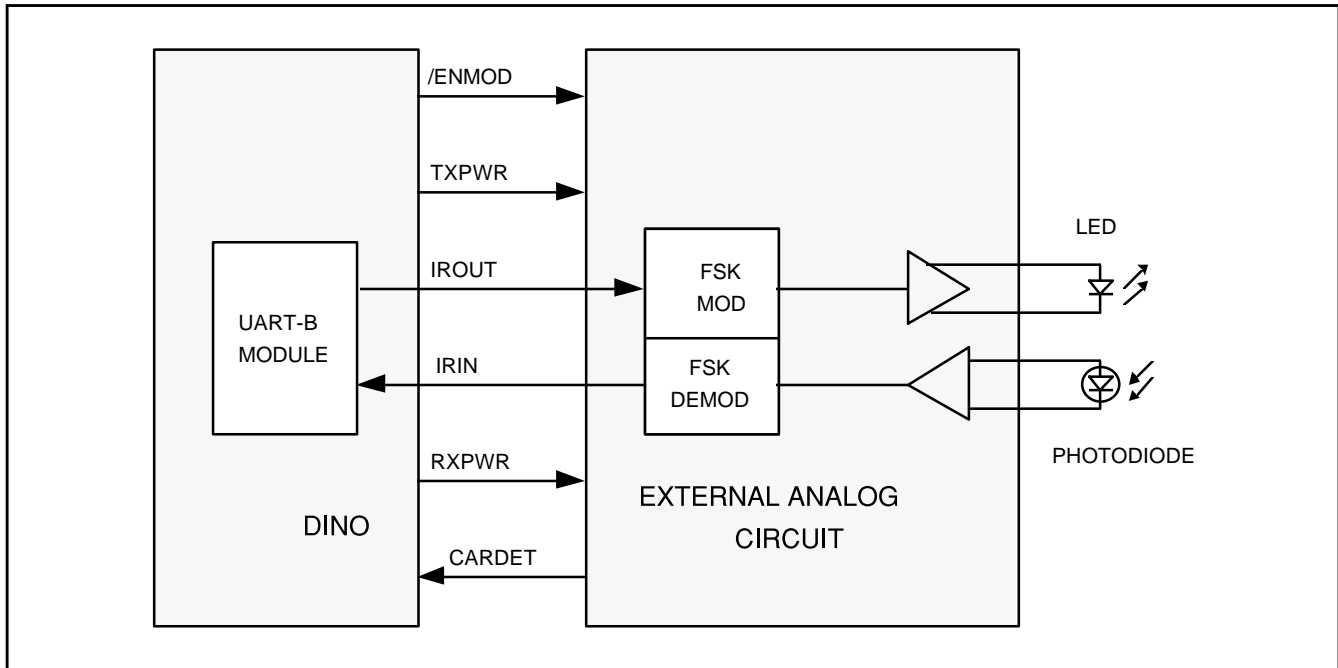 /ENMOD
TXPWR
LED
IROUT
FSK
MOD
UART-B
MODULE
IRIN
FSK
DEMOD
PHOTODIODE
RXPWR
EXTERNAL ANALOG
CIRCUIT
DINO
CARDET